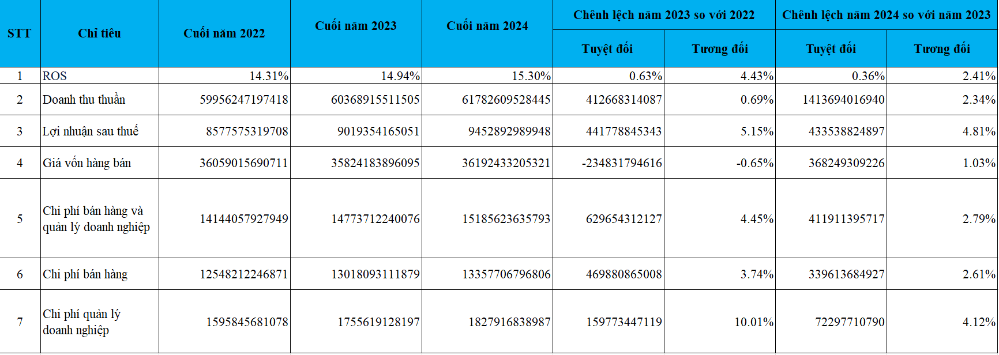 STT Chỉ tiêu Cuối năm 2022 Cuối năm 2023 Cuối năm 2024 Chênh lệch năm 2023 so với 2022 Chênh lệch năm 2024 so với năm 2023
Tuyệt đối Tương đối Tuyệt đối Tương đối
1 ROS 14.31% 14.94% 15.30% 0.63% 4.43% 0.36% 2.41%
2 Doanh thu thuần 59956247197418 60368915511505 61782609528445 412668314087 0.69% 1413694016940 2.34%
3 Lợi nhuận sau thuế 8577575319708 9019354165051 9452892989948 441778845343 5.15% 433538824897 4.81%
4 Giá vốn hàng bán 36059015690711 35824183896095 36192433205321 -234831794616 -0.65% 368249309226 1.03%
5 Chi phí bán hàng và
quản lý doanh nghiệp 14144057927949 14773712240076 15185623635793 629654312127 4.45% 411911395717 2.79%
6 Chi phí bán hàng 12548212246871 13018093111879 13357706796806 469880865008 3.74% 339613684927 2.61%
7 Chi phí quản lý
doanh nghiệp 1595845681078 1755619128197 1827916838987 159773447119 10.01% 72297710790 4.12%